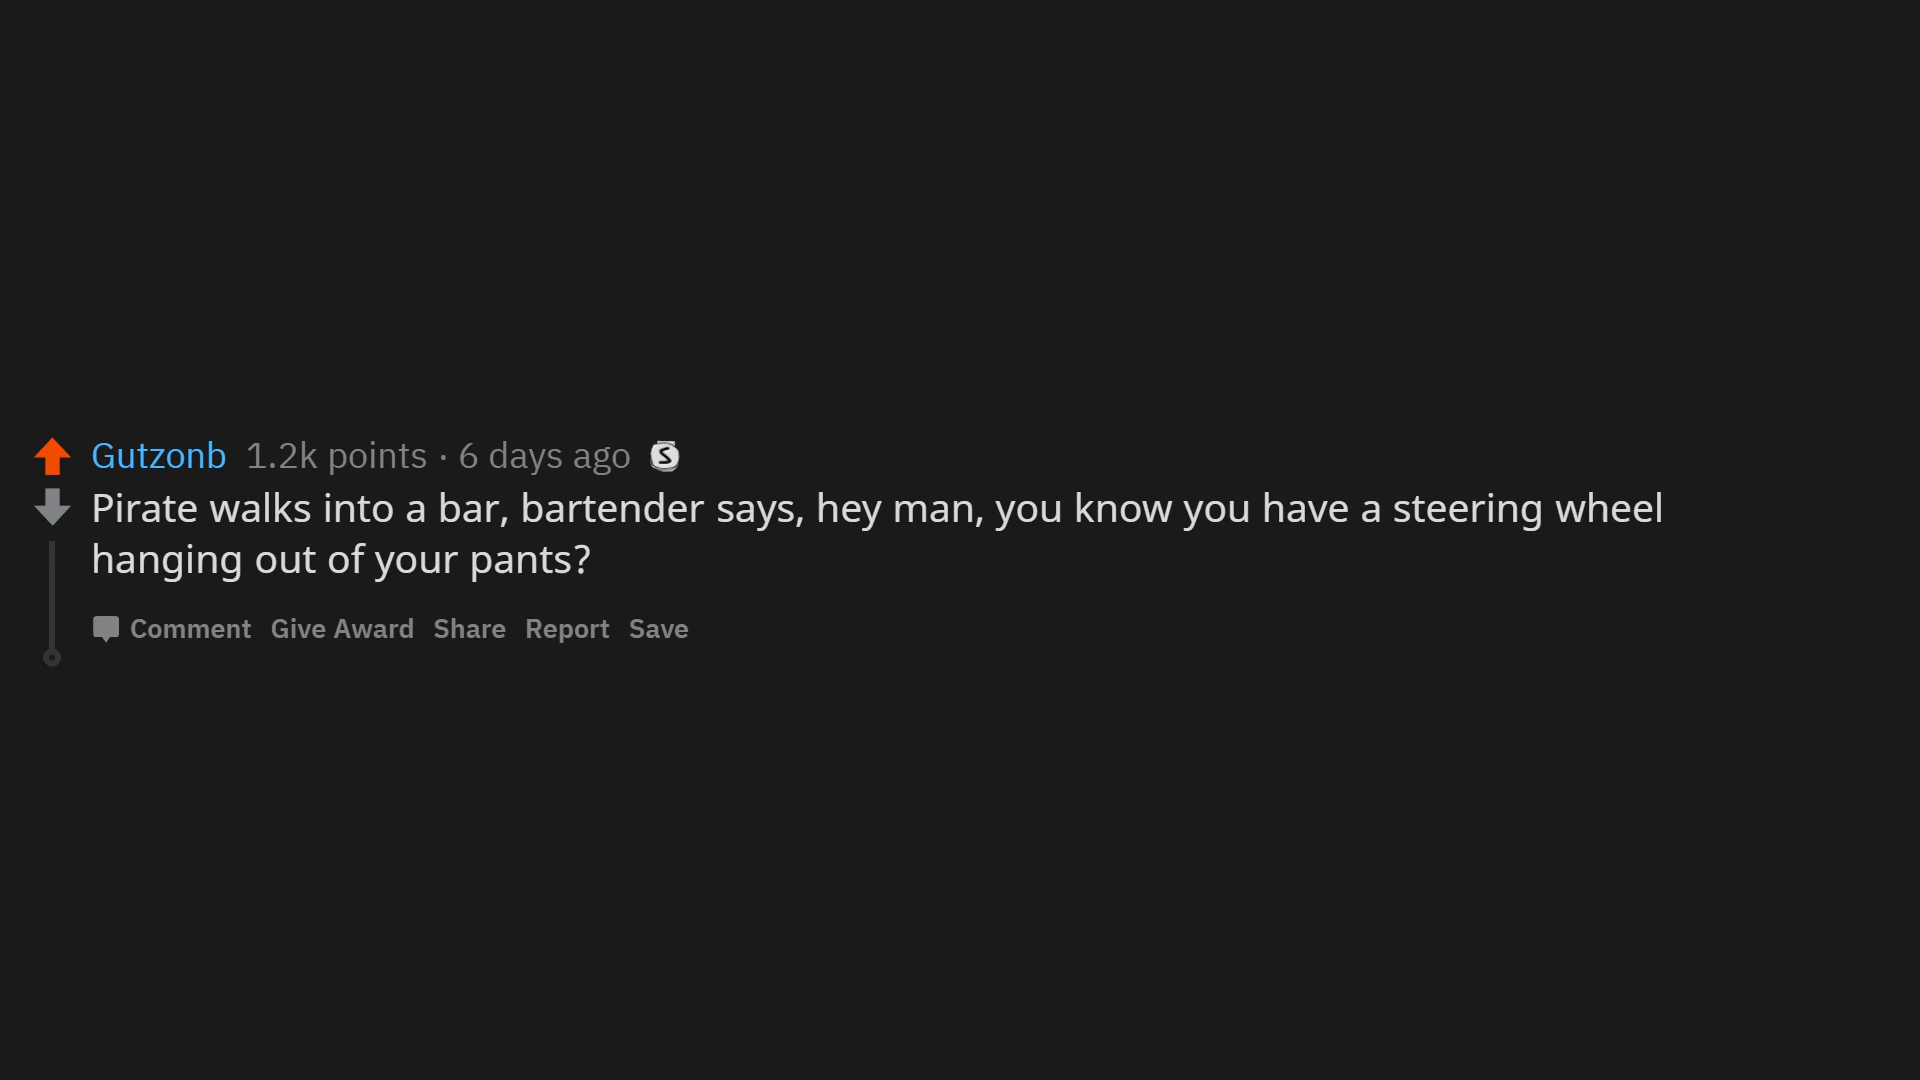 Gutzonb 1.2k points · 6 days ago S
Pirate walks into a bar, bartender says, hey man, you know you have a steering wheel
hanging out of your pants?
Comment Give Award Share Report Save